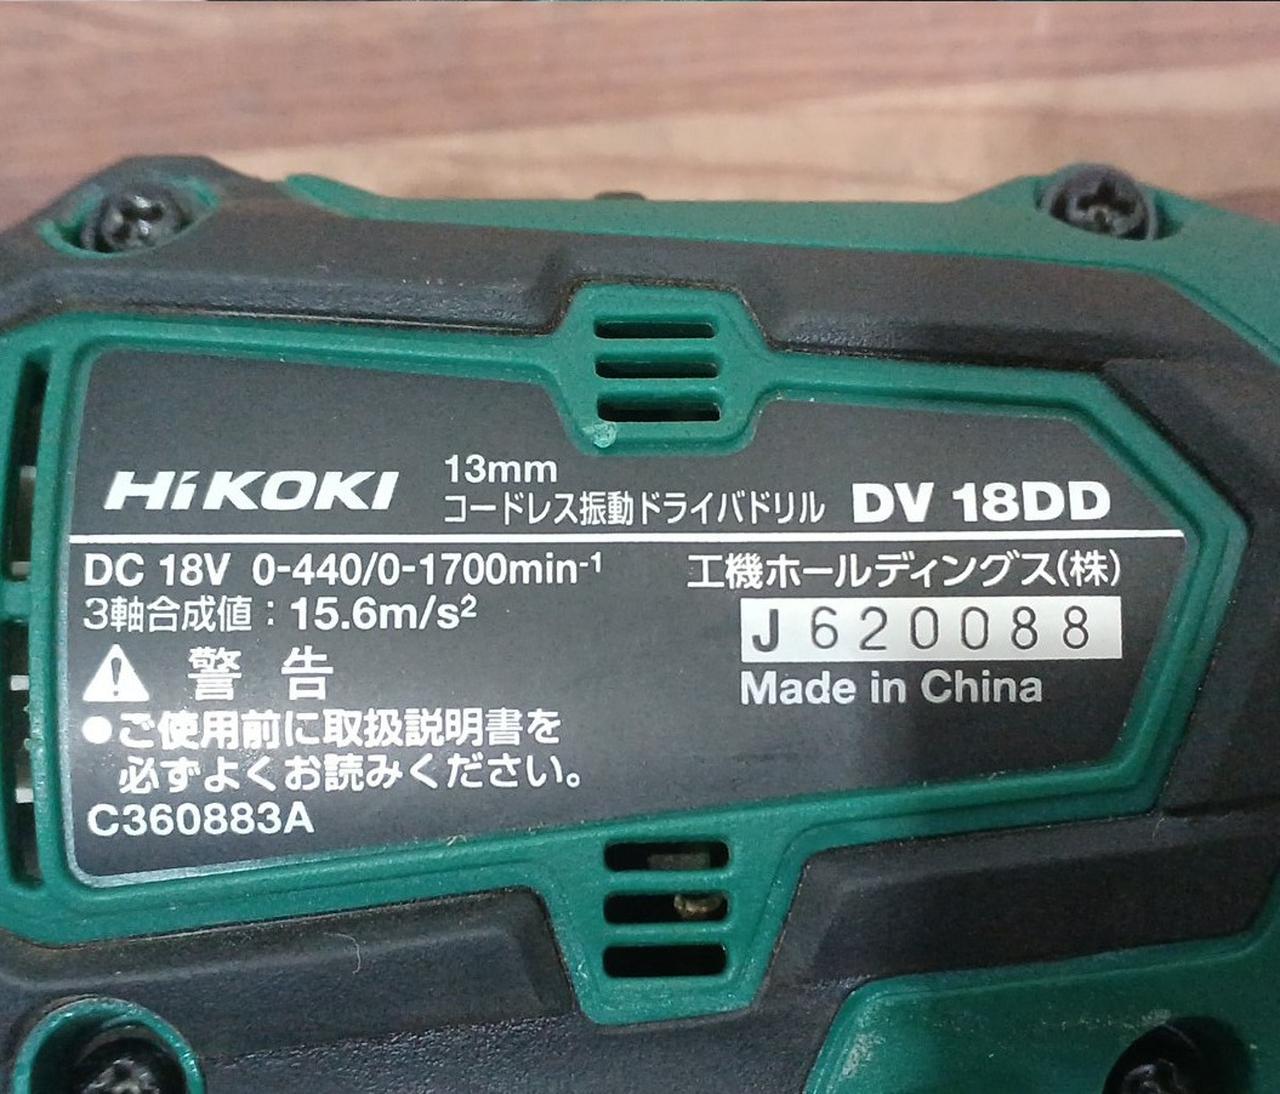 HiKOKI
13mm
コードレス振動ドライバドリル DV 18DD
DC 18V 0-440/0-1700min-1
3軸合成値：15.6m/s²
警告
●ご使用前に取扱説明書を
必ずよくお読みください。
C360883A
工機ホールディングス(株)
J620088
Made in China